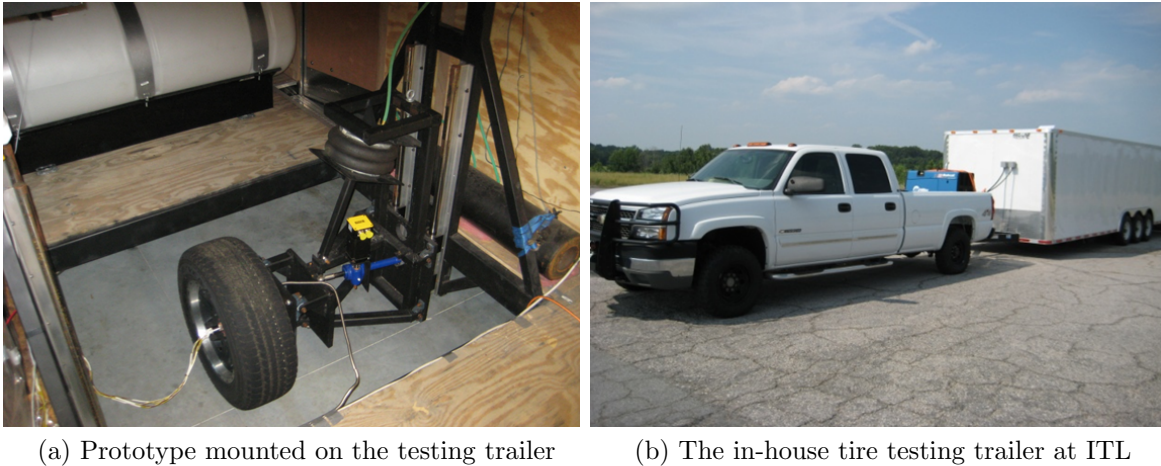 (a) Prototype mounted on the testing trailer
(b) The in-house tire testing trailer at ITL